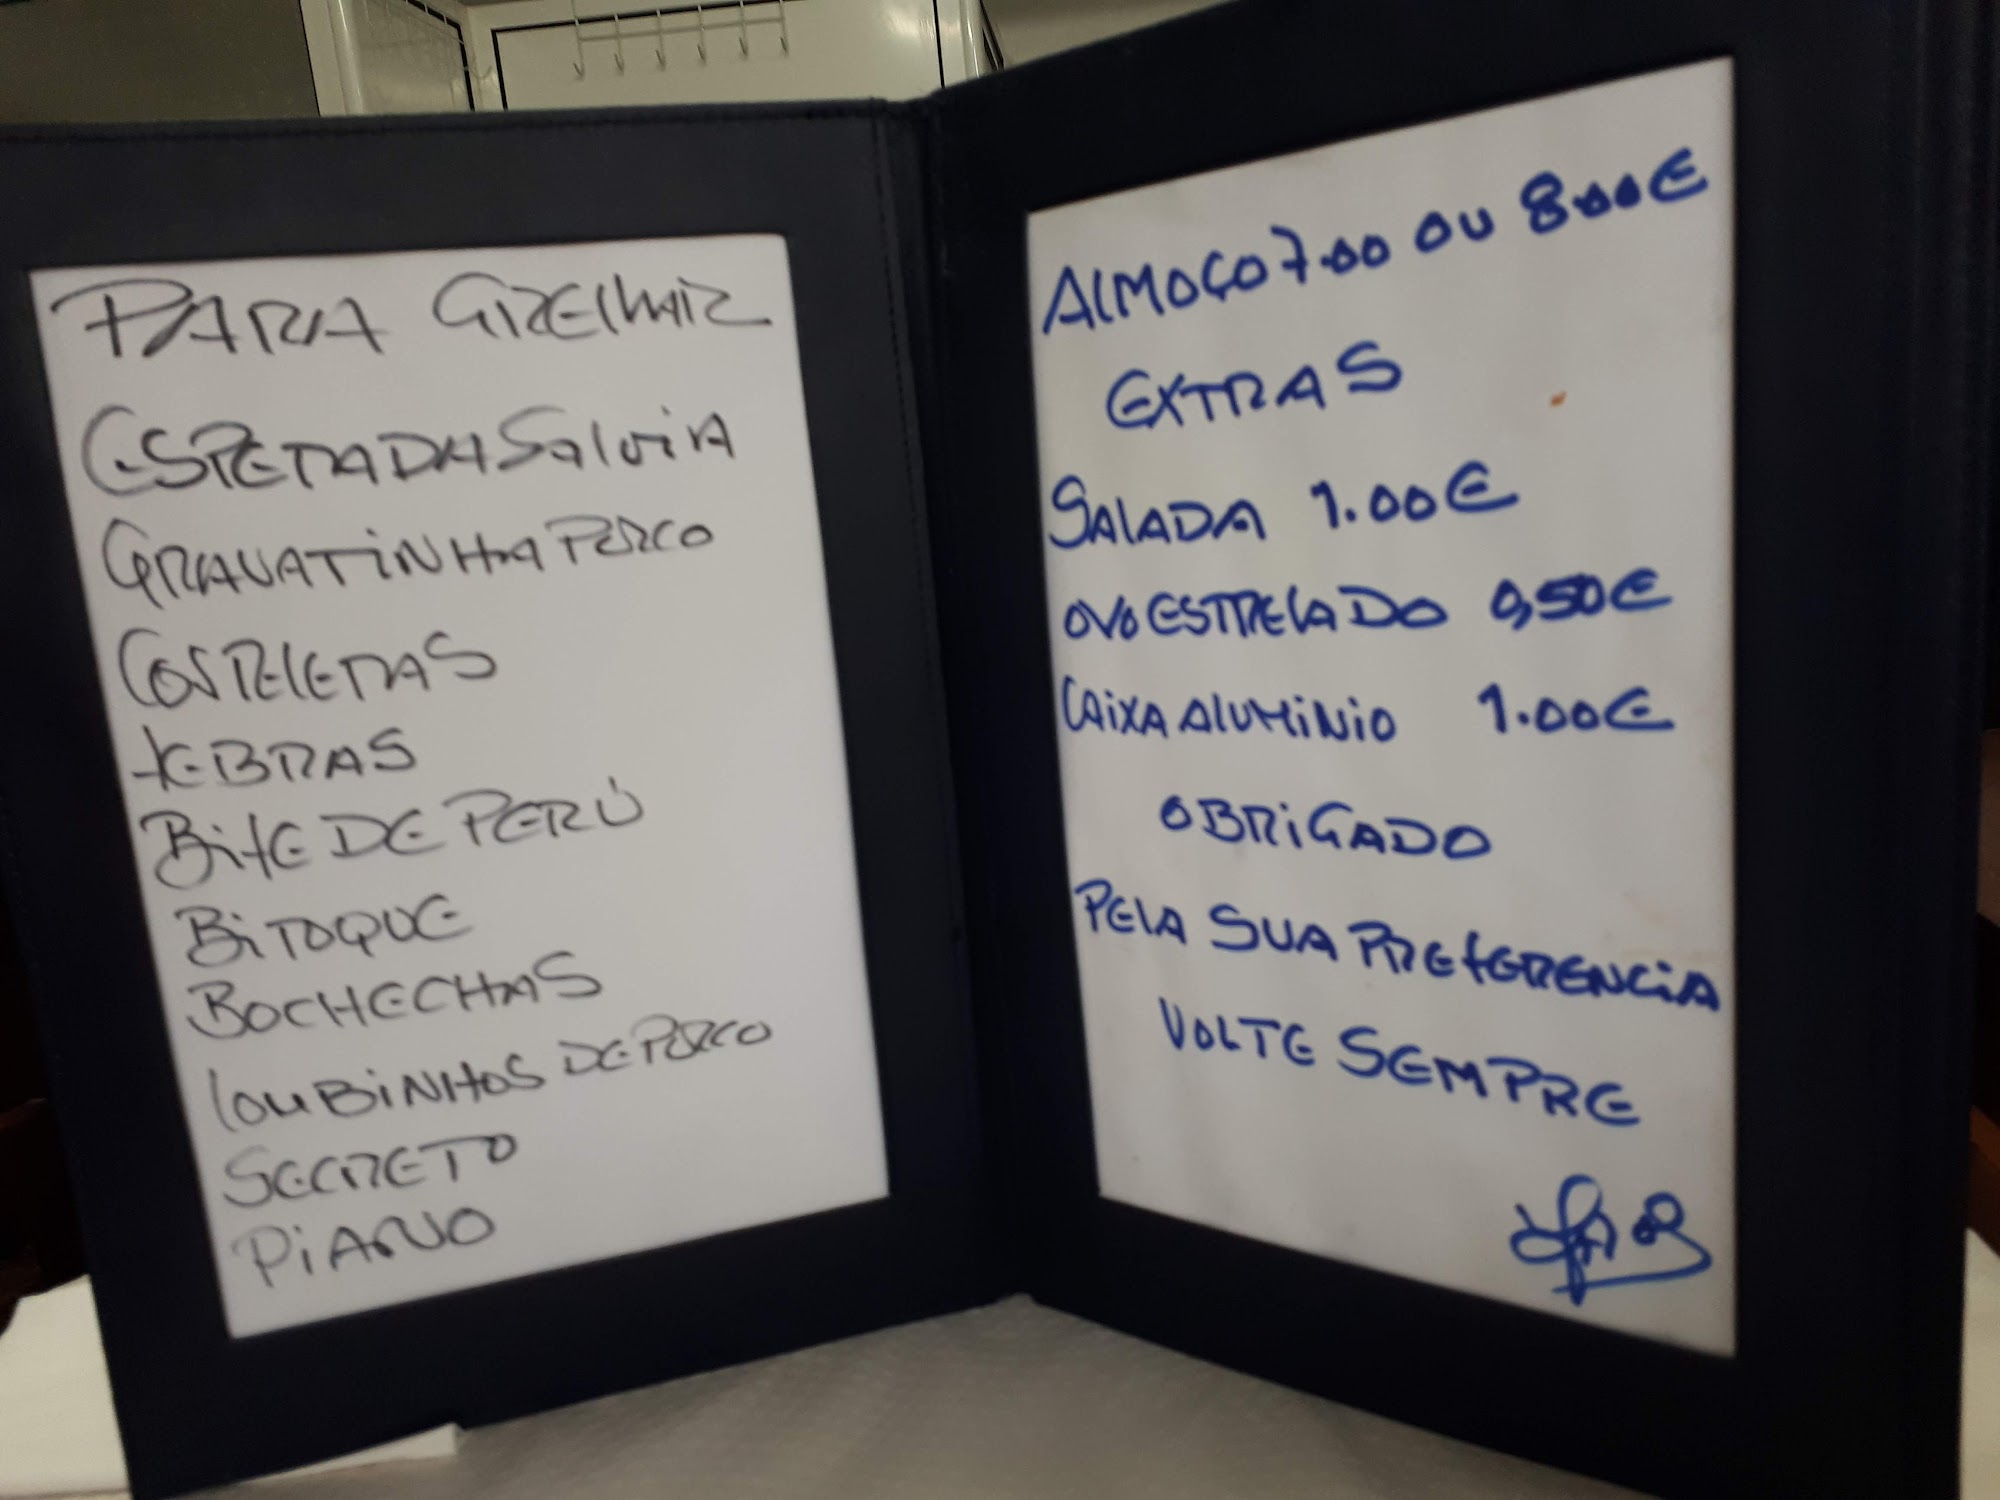 PARA GRELHAR
ESPETADA SalsiA
GRAVATINHA PORCO
COSTELETAS
FEBRAS
BifE DE PERÚ
BiTOQUE
BOCHECHAS
LOMBINHOS DE PORCO
SECRETO
PiANO
ALMOÇO 7.00 OU 8.00€
EXTRAS
SALADA 1.00€
OVO ESTRELADO 0,50€
CAiXA ALUMiNiO 1.00€
OBRiGADO
PELA SUA PREfERENCiA
VOLTE SEMPRE